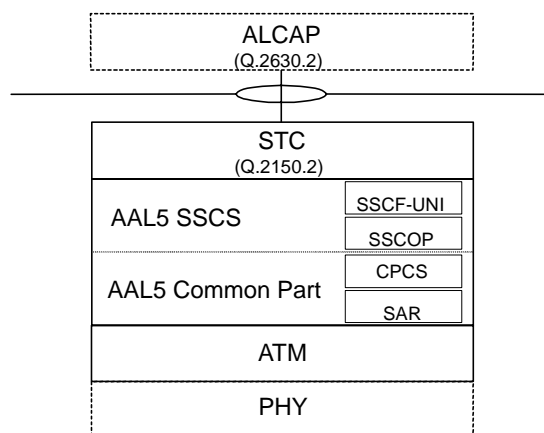 ALCAP
(Q.2630.2)
STC
(Q.2150.2)
AAL5 SSCS
SSCF-UNI
SSCOP
AAL5 Common Part
CPCS
SAR
ATM
PHY